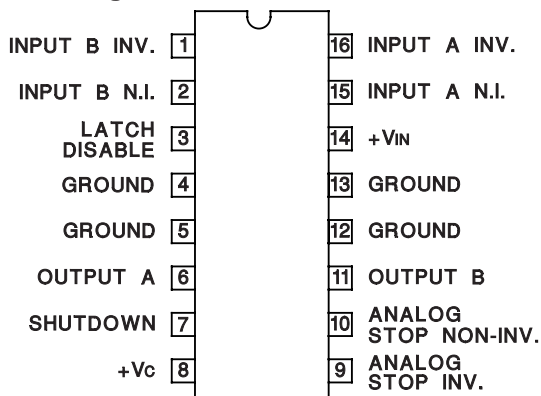 INPUT B INV. 1
16 INPUT A INV.
INPUT B N.I. 2
15 INPUT A N.I.
LATCH
DISABLE 3
14 +VIN
GROUND 4
13 GROUND
GROUND 5
12 GROUND
OUTPUT A 6
11 OUTPUT B
SHUTDOWN 7
10 ANALOG
STOP NON-INV.
+VC 8
9 ANALOG
STOP INV.